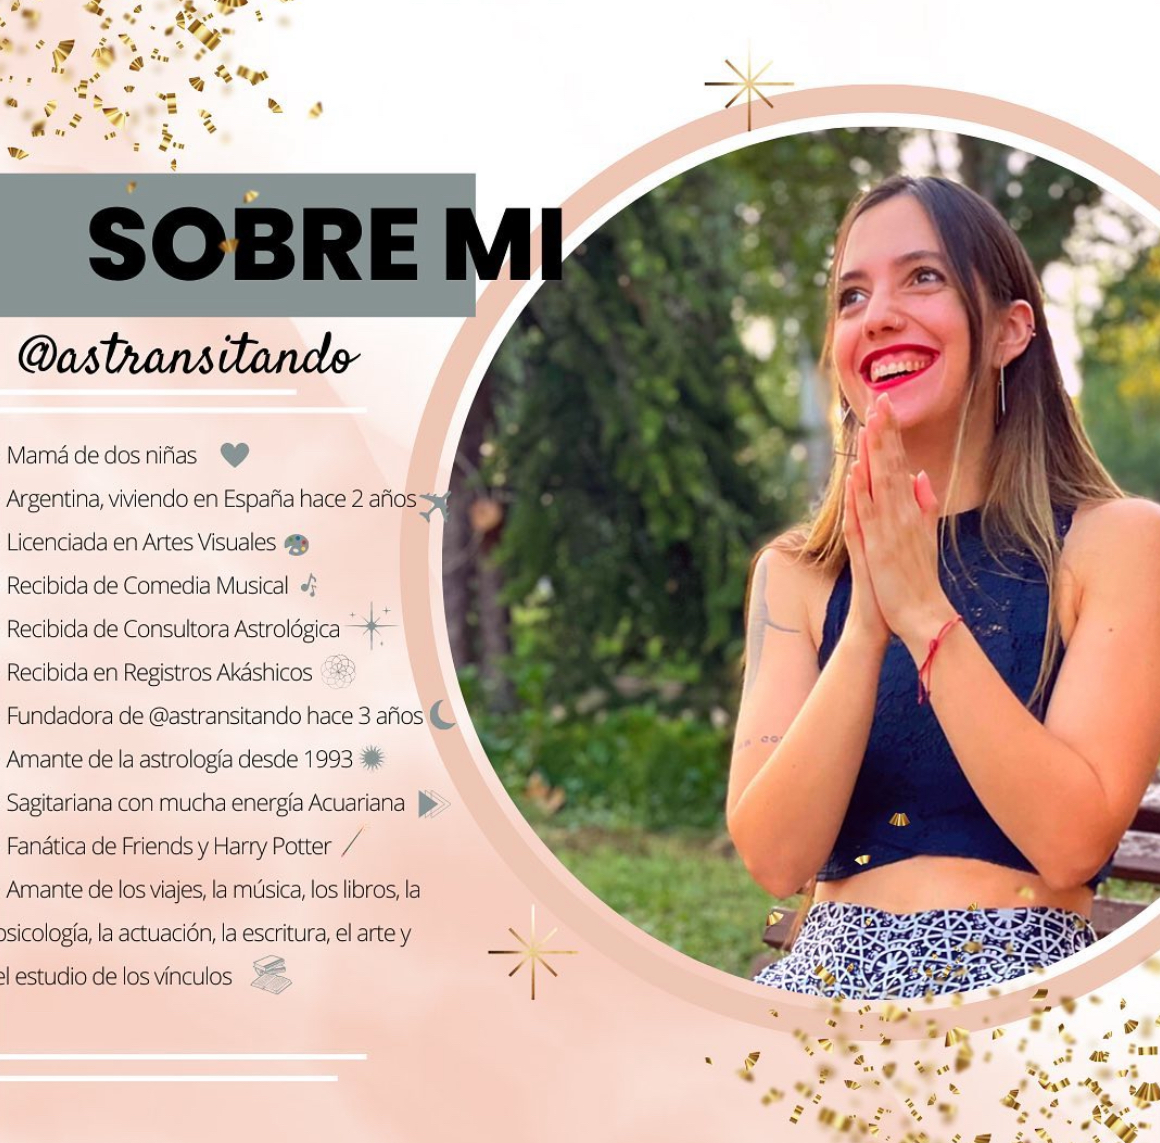 SOBRE MI
@astransitando
Mamá de dos niñas
Argentina, viviendo en España hace 2 años
Licenciada en Artes Visuales
Recibida de Comedia Musical
Recibida de Consultora Astrológica
Recibida en Registros Akáshicos
Fundadora de @astransitando hace 3 años
Amante de la astrología desde 1993
Sagitariana con mucha energía Acuariana
Fanática de Friends y Harry Potter
Amante de los viajes, la música, los libros, la
psicología, la actuación, la escritura, el arte y
el estudio de los vínculos